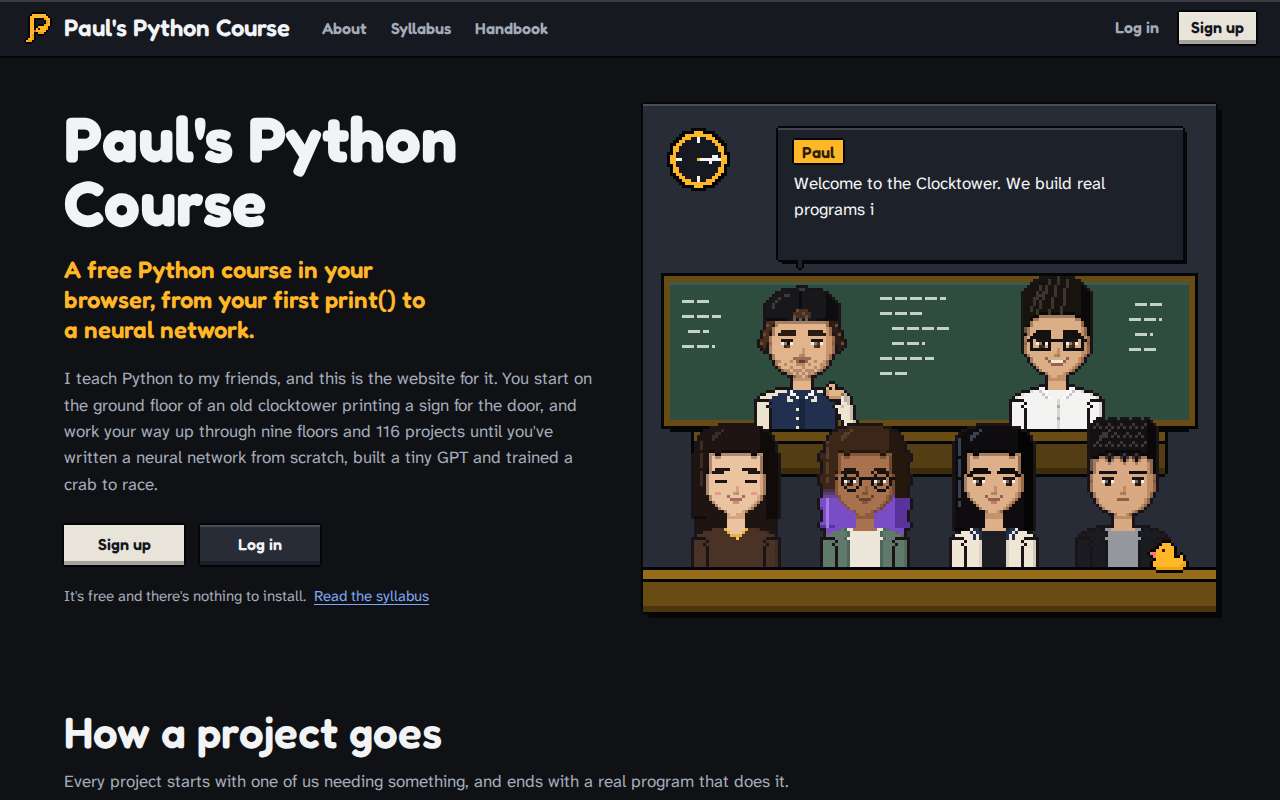 Paul's Python Course
About
Syllabus
Handbook
Log in
Sign up
Paul's Python
Course
A free Python course in your
browser, from your first print() to
a neural network.
I teach Python to my friends, and this is the website for it. You start on
the ground floor of an old clocktower printing a sign for the door, and
work your way up through nine floors and 116 projects until you've
written a neural network from scratch, built a tiny GPT and trained a
crab to race.
Sign up
Log in
It's free and there's nothing to install. Read the syllabus
Paul
Welcome to the Clocktower. We build real
programs i
How a project goes
Every project starts with one of us needing something, and ends with a real program that does it.